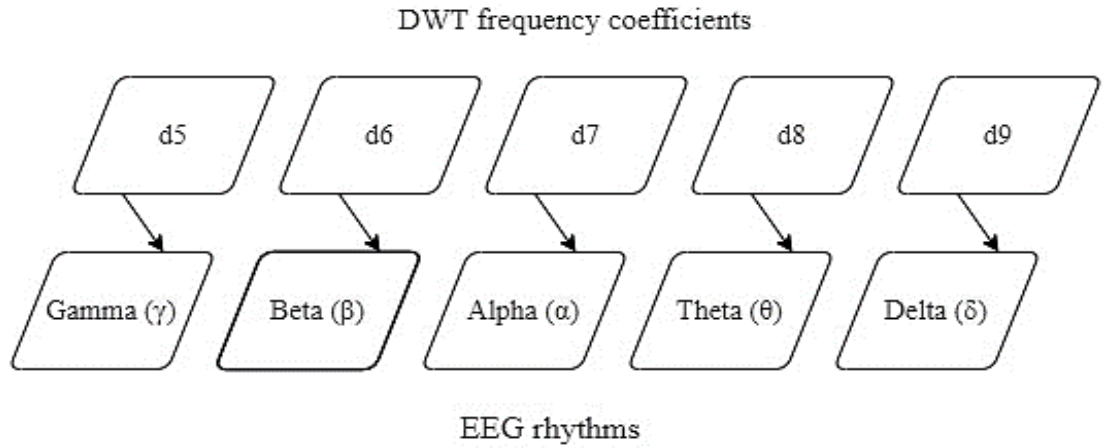 DWT frequency coefficients
d5 d6 d7 d8 d9
Gamma (γ) Beta (β) Alpha (α) Theta (θ) Delta (δ)
EEG rhythms